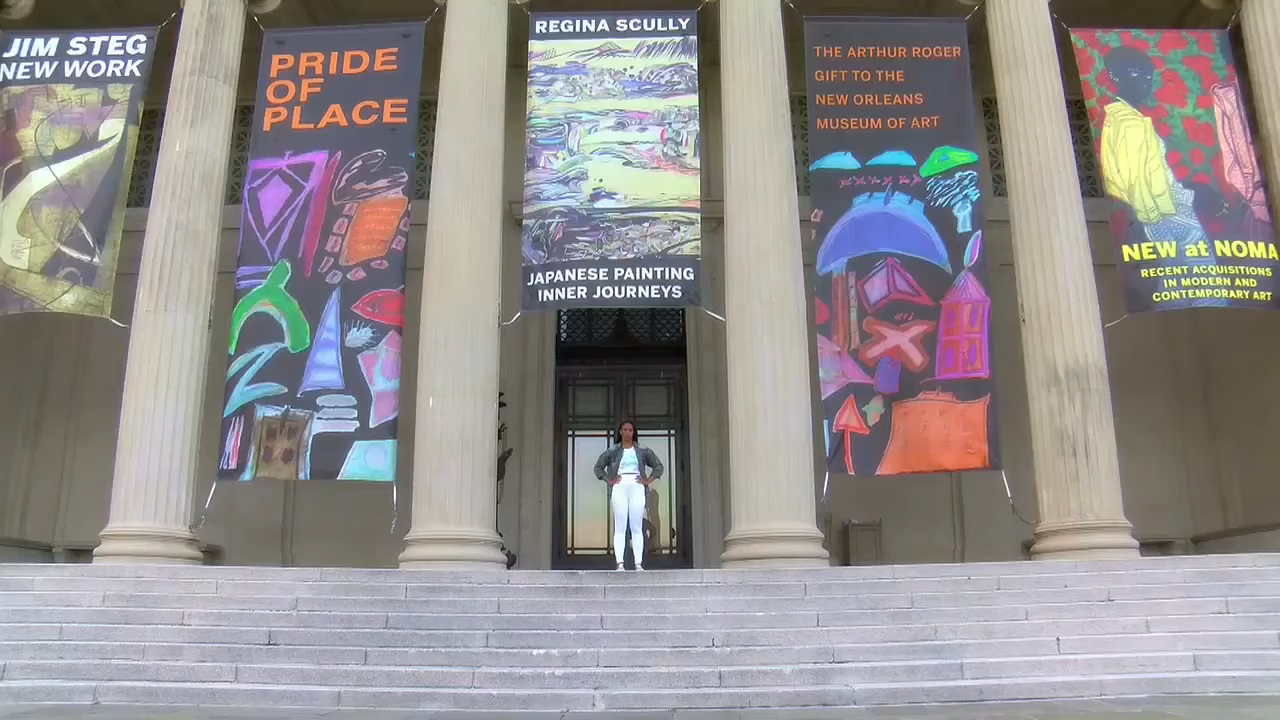 JIM STEG
NEW WORK
PRIDE
OF
PLACE
REGINA SCULLY
JAPANESE PAINTING
INNER JOURNEYS
THE ARTHUR ROGER
GIFT TO THE
NEW ORLEANS
MUSEUM OF ART
NEW at NOMA
RECENT ACQUISITIONS
IN MODERN AND
CONTEMPORARY ART